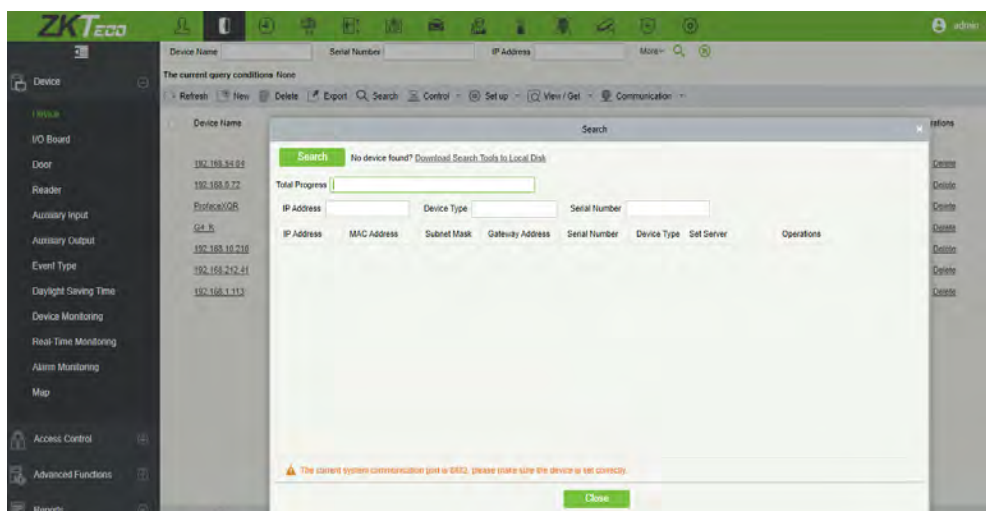 ZKTeco
admin
Device Name Serial Number IP Address More
The current query conditions None
Refresh New Delete Export Search Control Set up View / Get Communication
Device
Device
I/O Board
Door
Reader
Auxiliary Input
Auxiliary Output
Event Type
Daylight Saving Time
Device Monitoring
Real-Time Monitoring
Alarm Monitoring
Map
Access Control
Advanced Functions
Reports
Device Name
192.168.54.84
192.168.0.72
G4_K
192.168.10.210
192.168.212.41
192.168.1.113
Search
Search No device found? Download Search Tools to Local Disk
Total Progress
IP Address Device Type Serial Number
IP Address MAC Address Subnet Mask Gateway Address Serial Number Device Type Set Server Operations
The current system communication port is 8832, please make sure the device is set correctly.
Close
rations
Delete
Delete
Delete
Delete
Delete
Delete
Delete